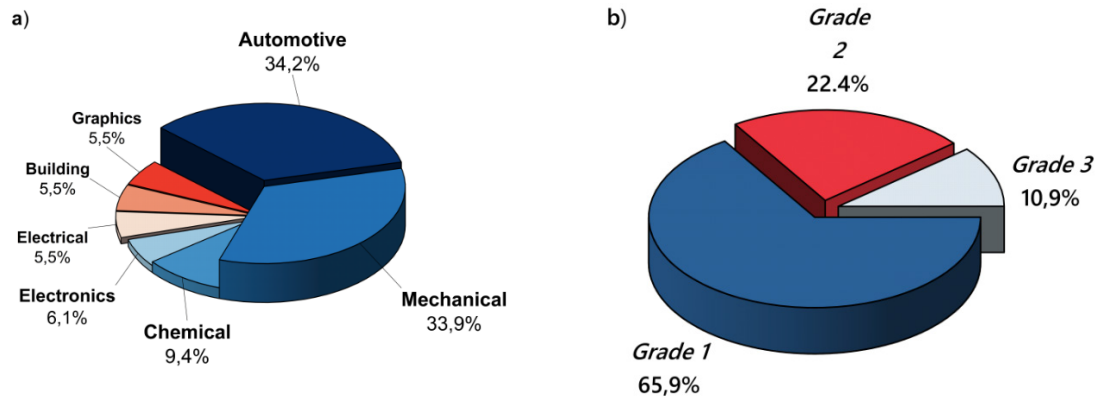 a)
Automotive
34,2%
Graphics
5,5%
Building
5,5%
Electrical
5,5%
Electronics
6,1%
Chemical
9,4%
Mechanical
33,9%
b)
Grade
2
22.4%
Grade 3
10,9%
Grade 1
65,9%